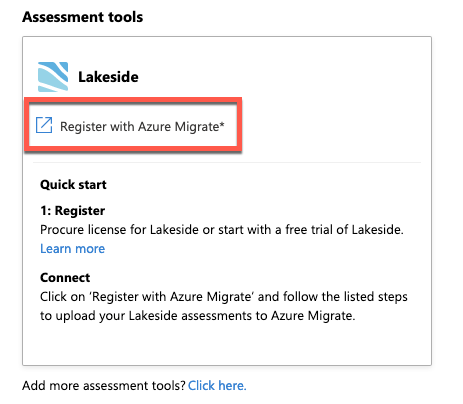 Assessment tools
Lakeside
Register with Azure Migrate*
Quick start
1: Register
Procure license for Lakeside or start with a free trial of Lakeside.
Learn more
Connect
Click on 'Register with Azure Migrate' and follow the listed steps
to upload your Lakeside assessments to Azure Migrate.
Add more assessment tools? Click here.